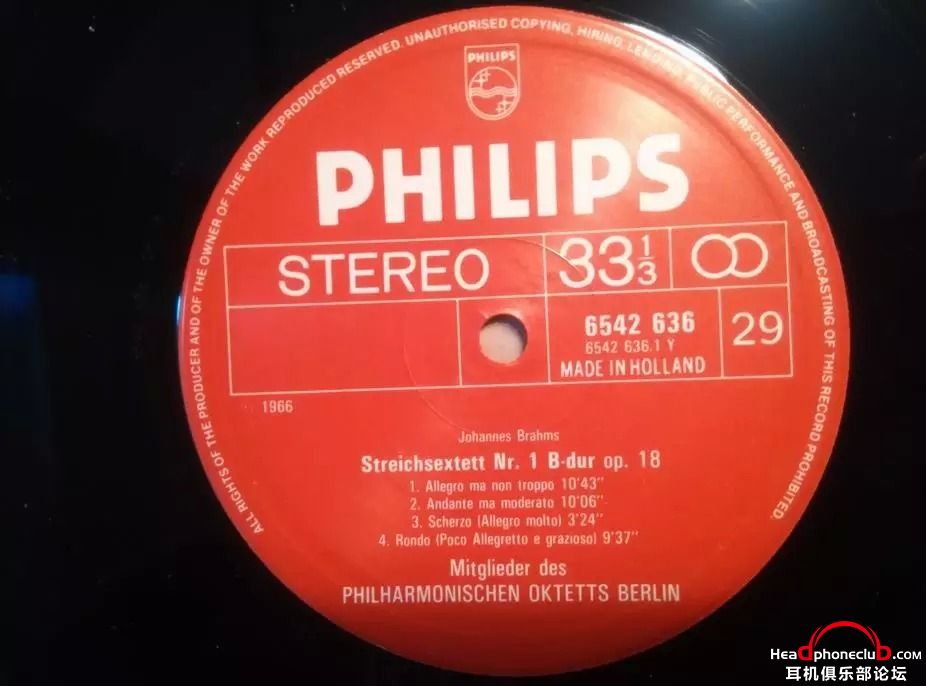 ALL RIGHTS OF THE PRODUCER AND OF THE OWNER OF THE WORK REPRODUCED RESERVED. UNAUTHORISED COPYING, HIRING, LENDING, PUBLIC PERFORMANCE AND BROADCASTING OF THIS RECORD PROHIBITED.
PHILIPS
PHILIPS
STEREO
33 1/3
29
6542 636
6542 636.1 Y
MADE IN HOLLAND
1966
Johannes Brahms
Streichsextett Nr. 1 B-dur op. 18
1. Allegro ma non troppo 10'43"
2. Andante ma moderato 10'06"
3. Scherzo (Allegro molto) 3'24"
4. Rondo (Poco Allegretto e grazioso) 9'37"
Mitglieder des
PHILHARMONISCHEN OKTETTS BERLIN
Headphoneclub.com
耳机俱乐部论坛